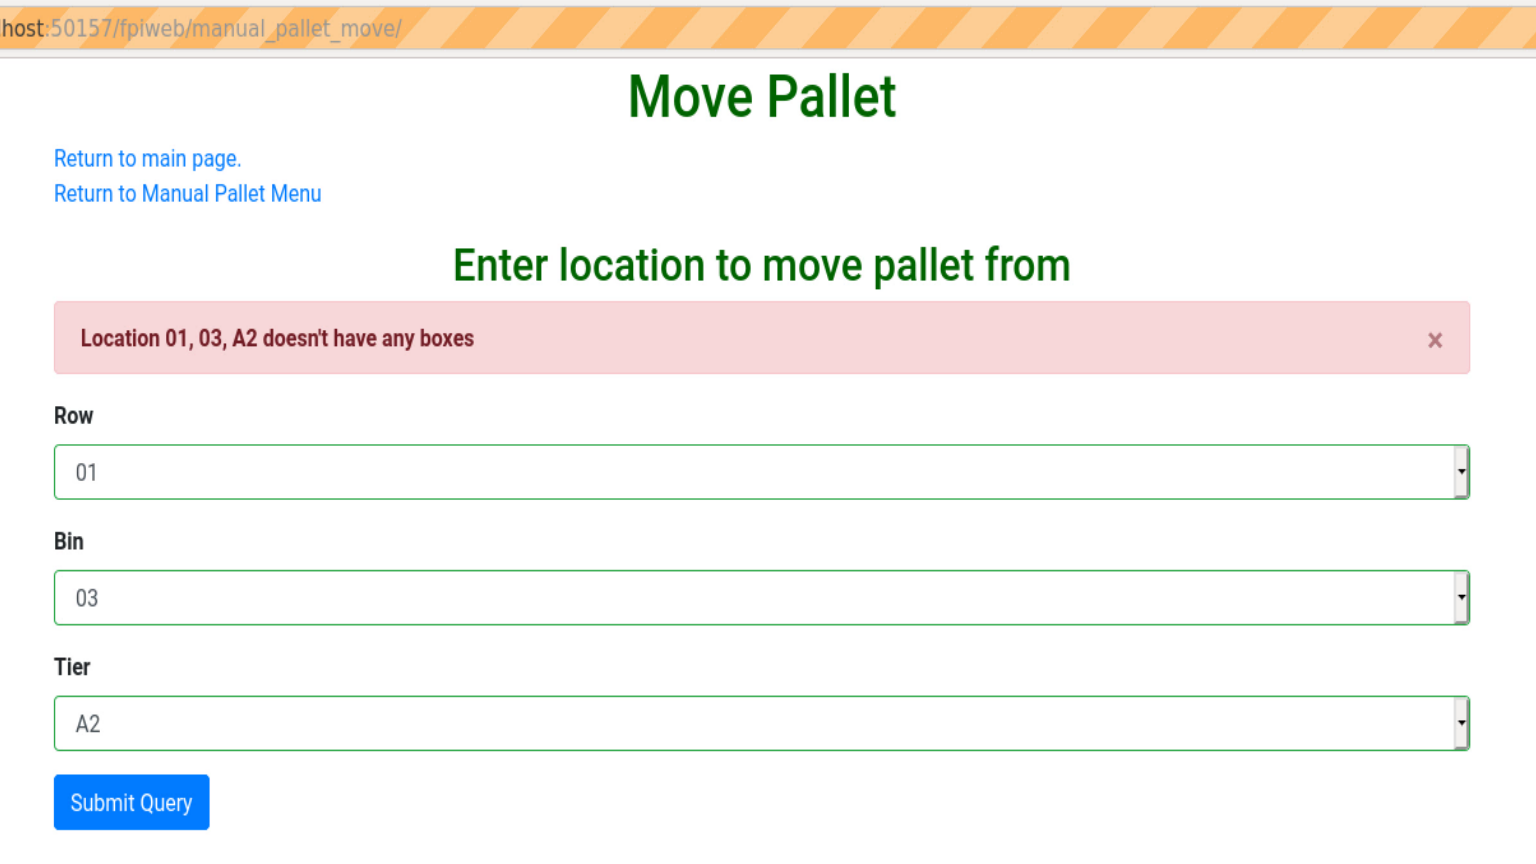 host:50157/fpiweb/manual_pallet_move/
Move Pallet
Return to main page.
Return to Manual Pallet Menu
Enter location to move pallet from
Location 01, 03, A2 doesn't have any boxes ×
Row
01
Bin
03
Tier
A2
Submit Query